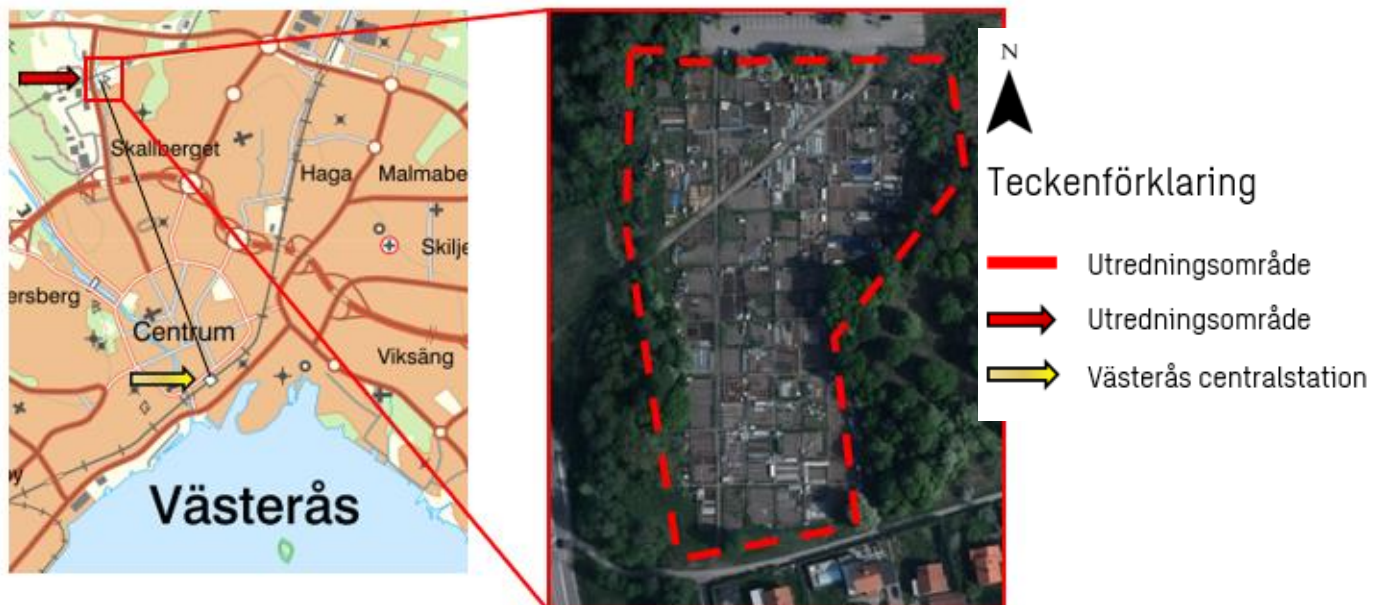 Skallberget
Haga
Malmabe
Skilje
ersberg
Centrum
Viksäng
Västerås
N
Teckenförklaring
Utredningsområde
Utredningsområde
Västerås centralstation